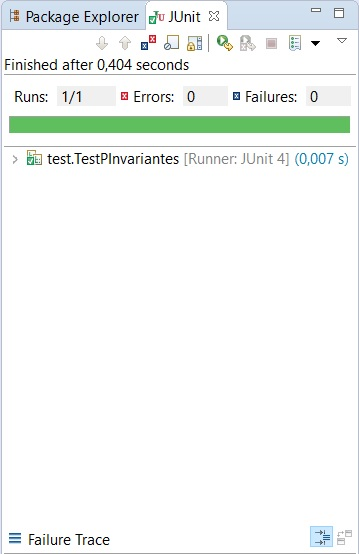 Package Explorer JUnit
Finished after 0,404 seconds
Runs: 1/1 Errors: 0 Failures: 0
test.TestPInvariantes [Runner: JUnit 4] (0,007 s)
Failure Trace